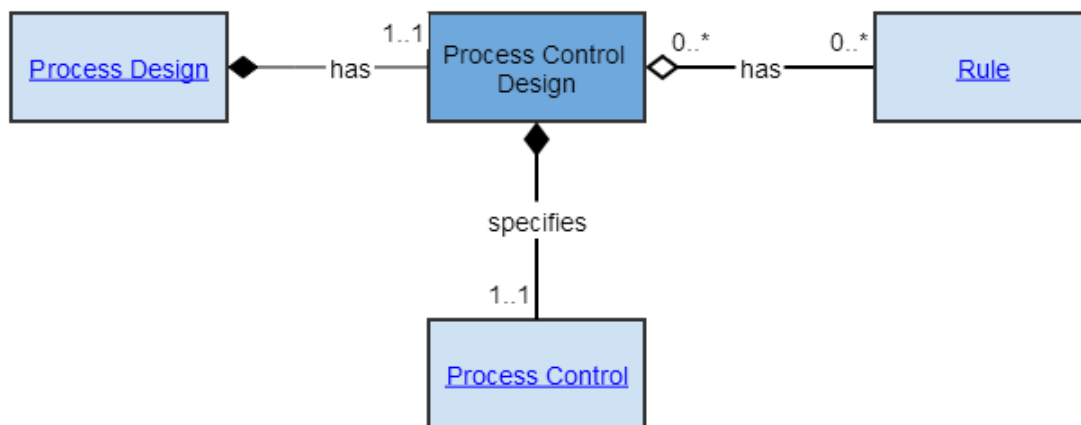 1..1
0..*
0..*
Process Design
has
Process Control
Design
has
Rule
specifies
1..1
Process Control